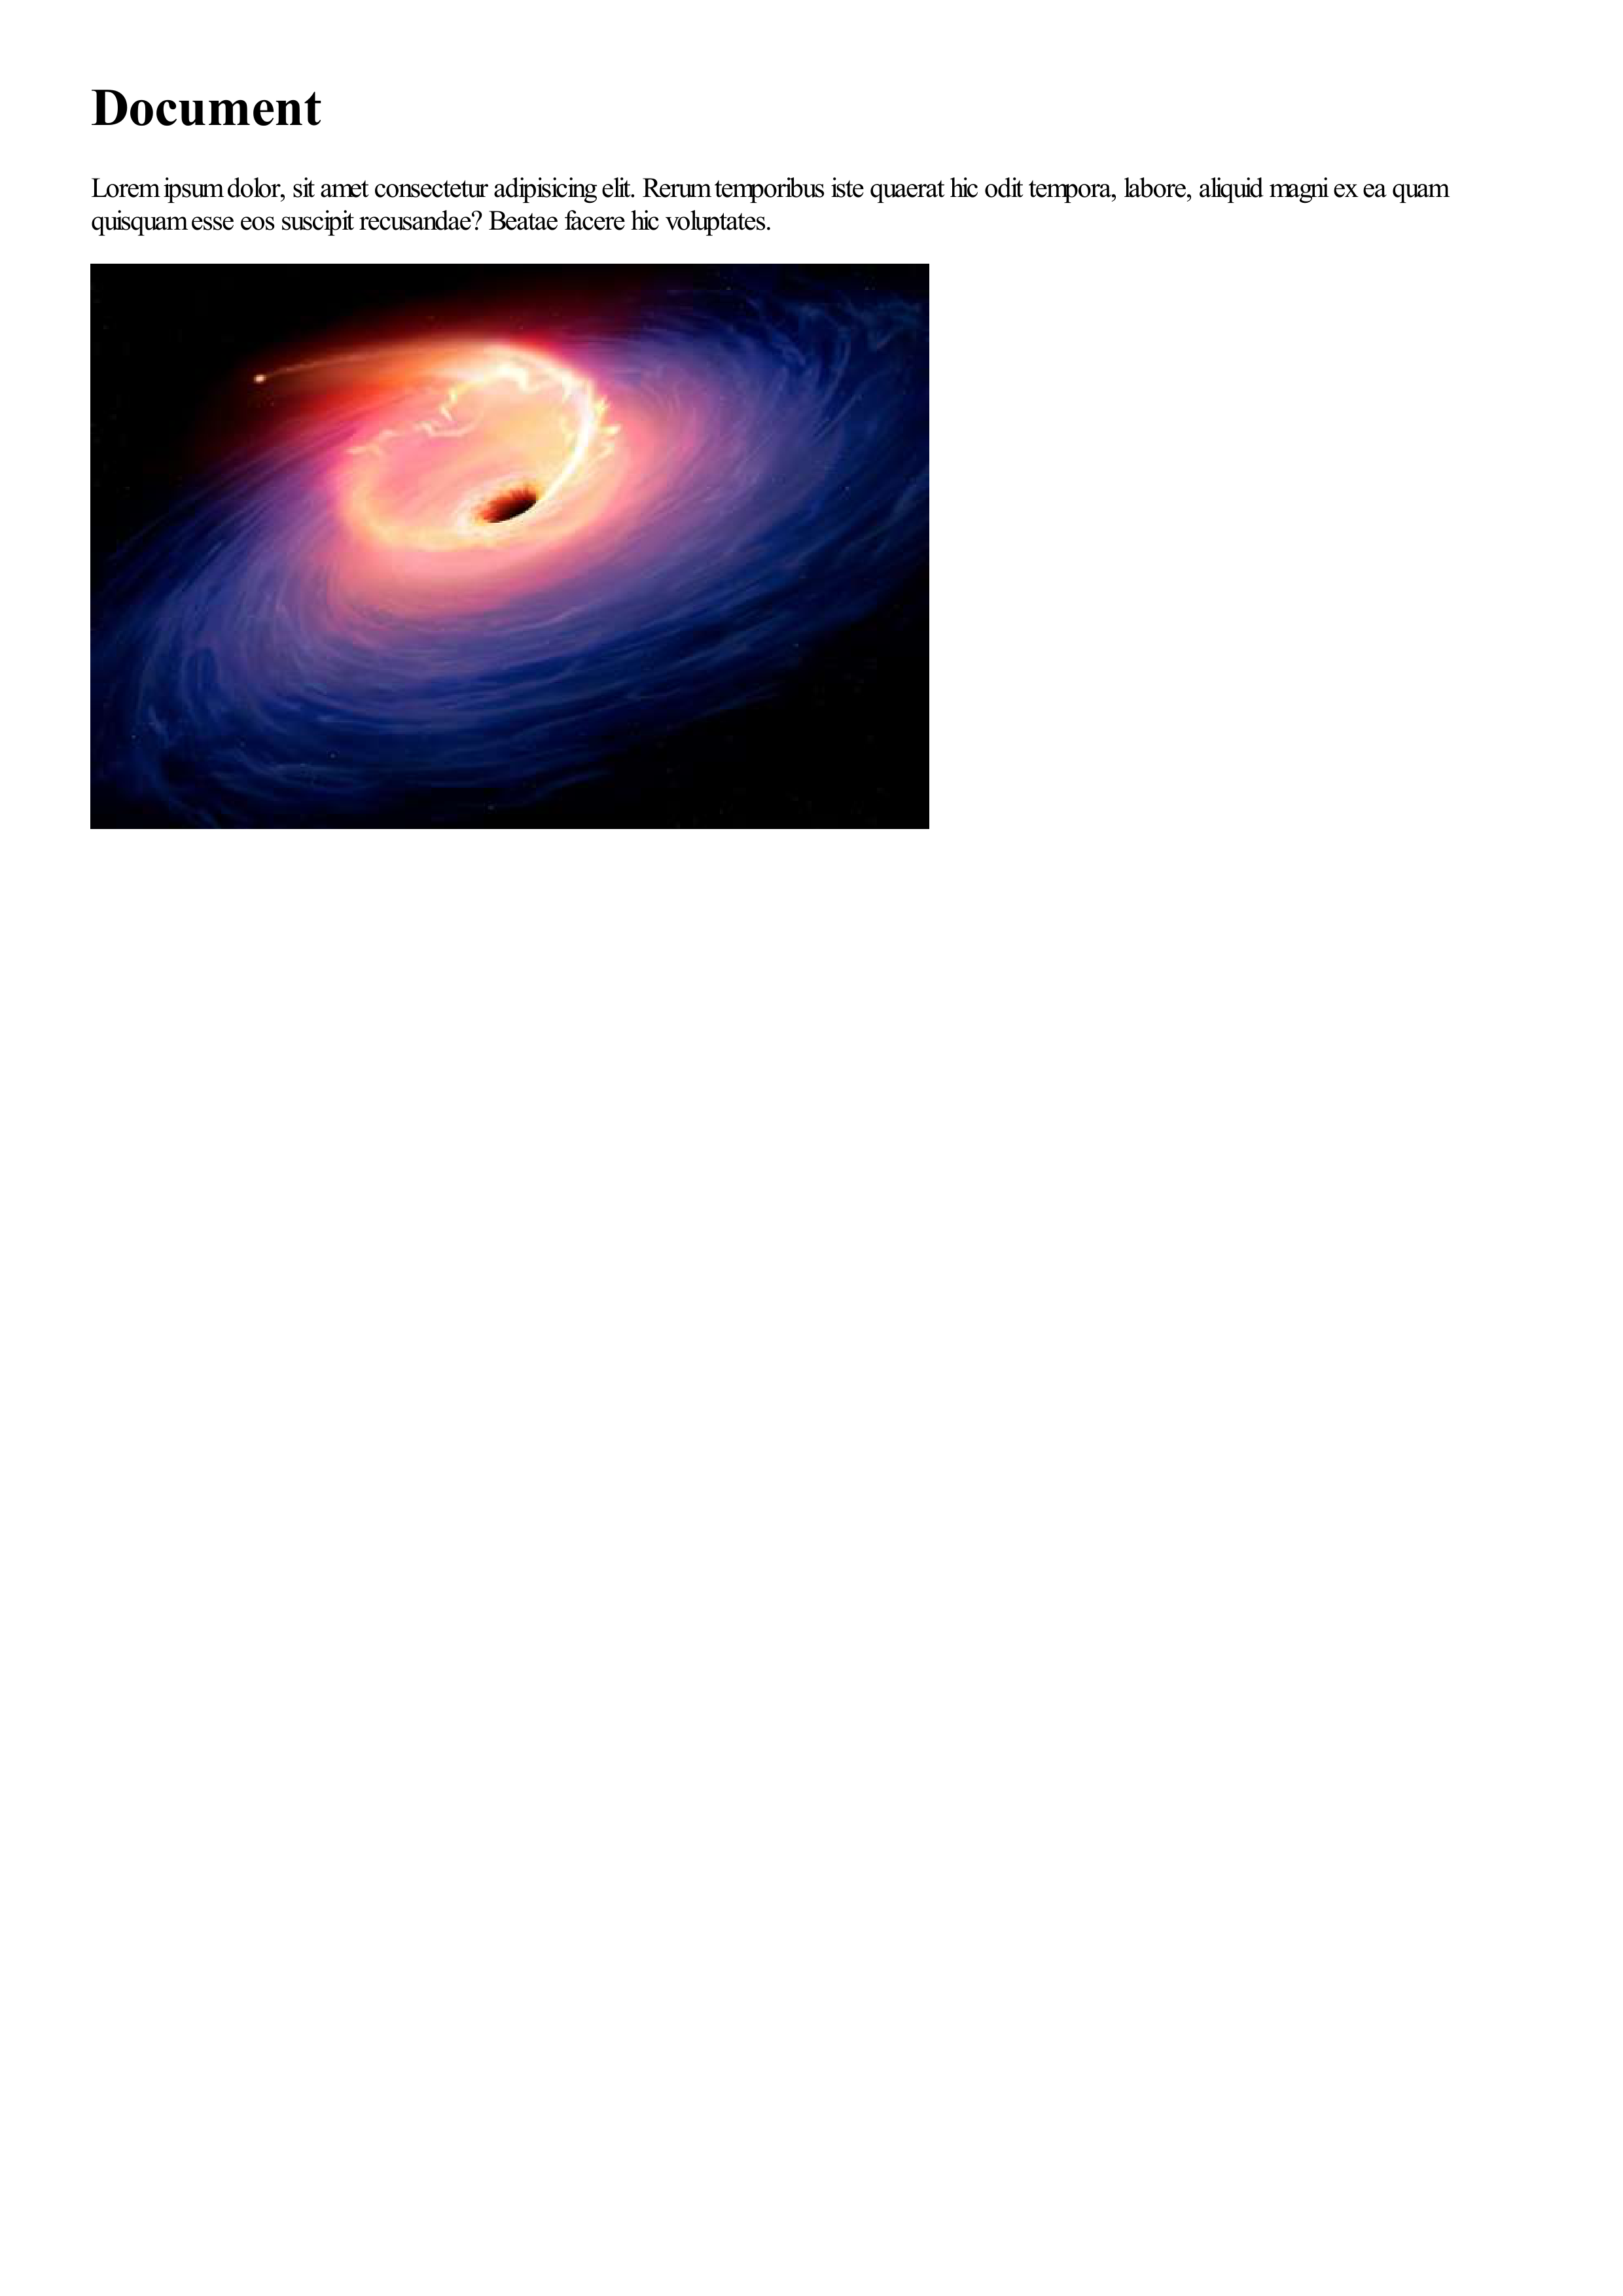 Document
Lorem ipsum dolor, sit amet consectetur adipisicing elit. Rerum temporibus iste quaerat hic odit tempora, labore, aliquid magni ex ea quam
quisquam esse eos suscipit recusandae? Beatae facere hic voluptates.